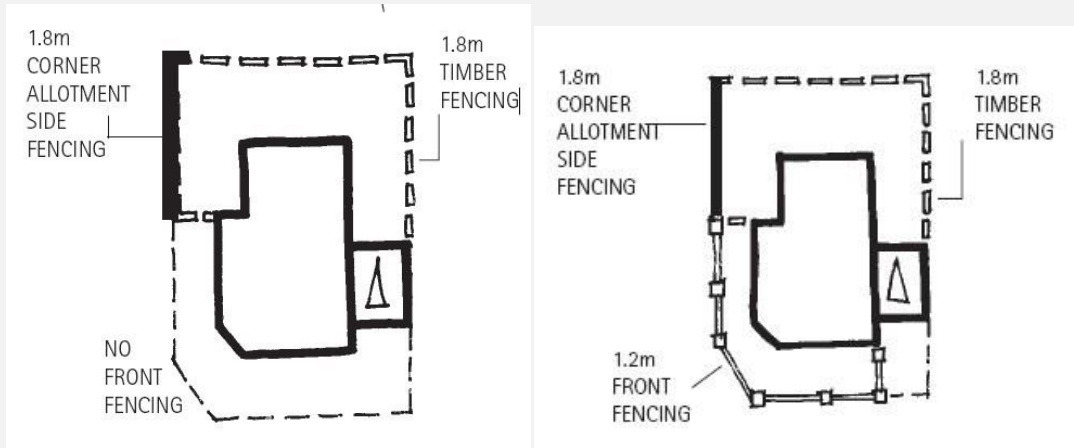 1.8m
CORNER
ALLOTMENT
SIDE
FENCING
1.8m
TIMBER
FENCING
NO
FRONT
FENCING
1.8m
CORNER
ALLOTMENT
SIDE
FENCING
1.8m
TIMBER
FENCING
1.2m
FRONT
FENCING